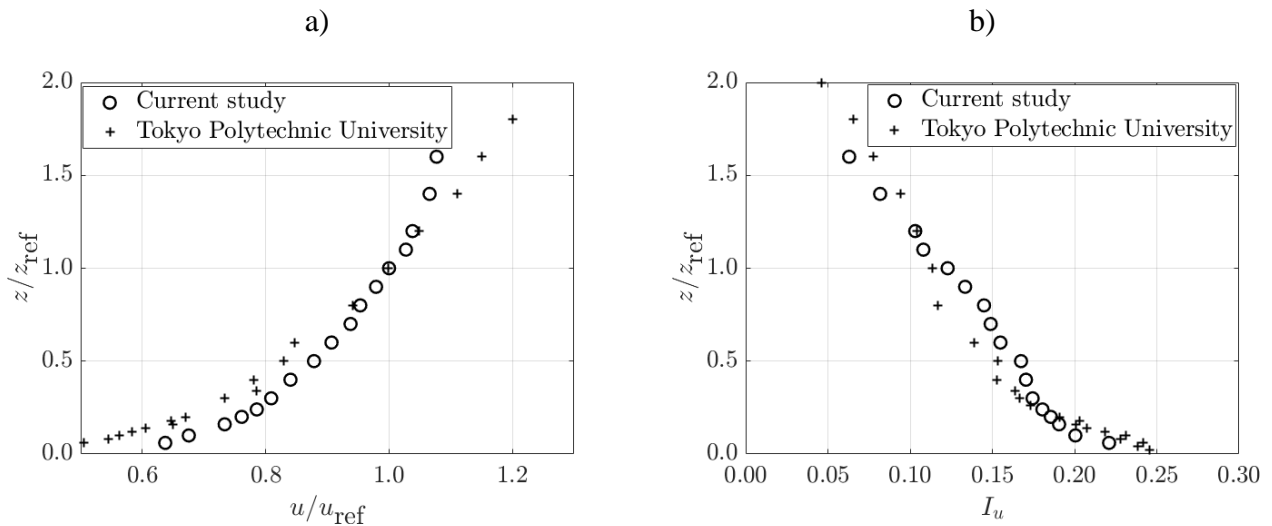 a)
2.0
Current study
Tokyo Polytechnic University
1.5
1.0
0.5
0.0
z/z_ref
0.6
0.8
1.0
1.2
u/u_ref
b)
2.0
Current study
Tokyo Polytechnic University
1.5
1.0
0.5
0.0
z/z_ref
0.00
0.05
0.10
0.15
0.20
0.25
0.30
I_u